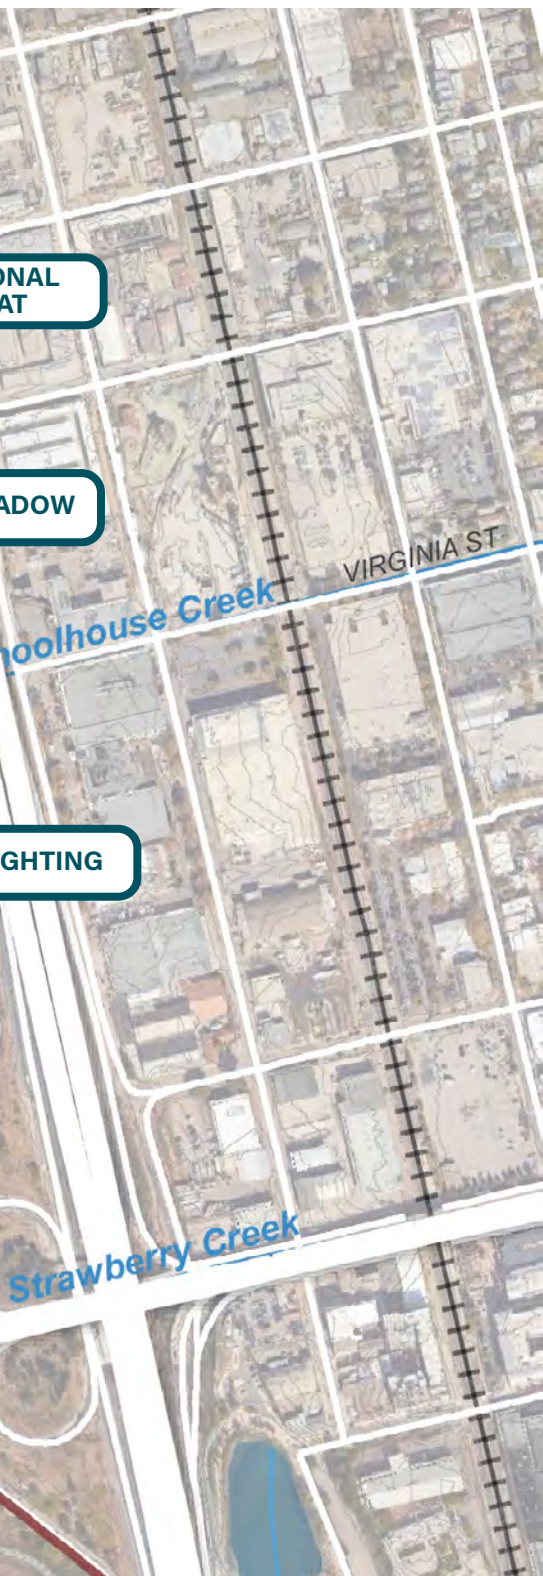 ONAL
AT
ADOW
VIRGINIA ST
oolhouse Creek
GHTING
Strawberry Creek